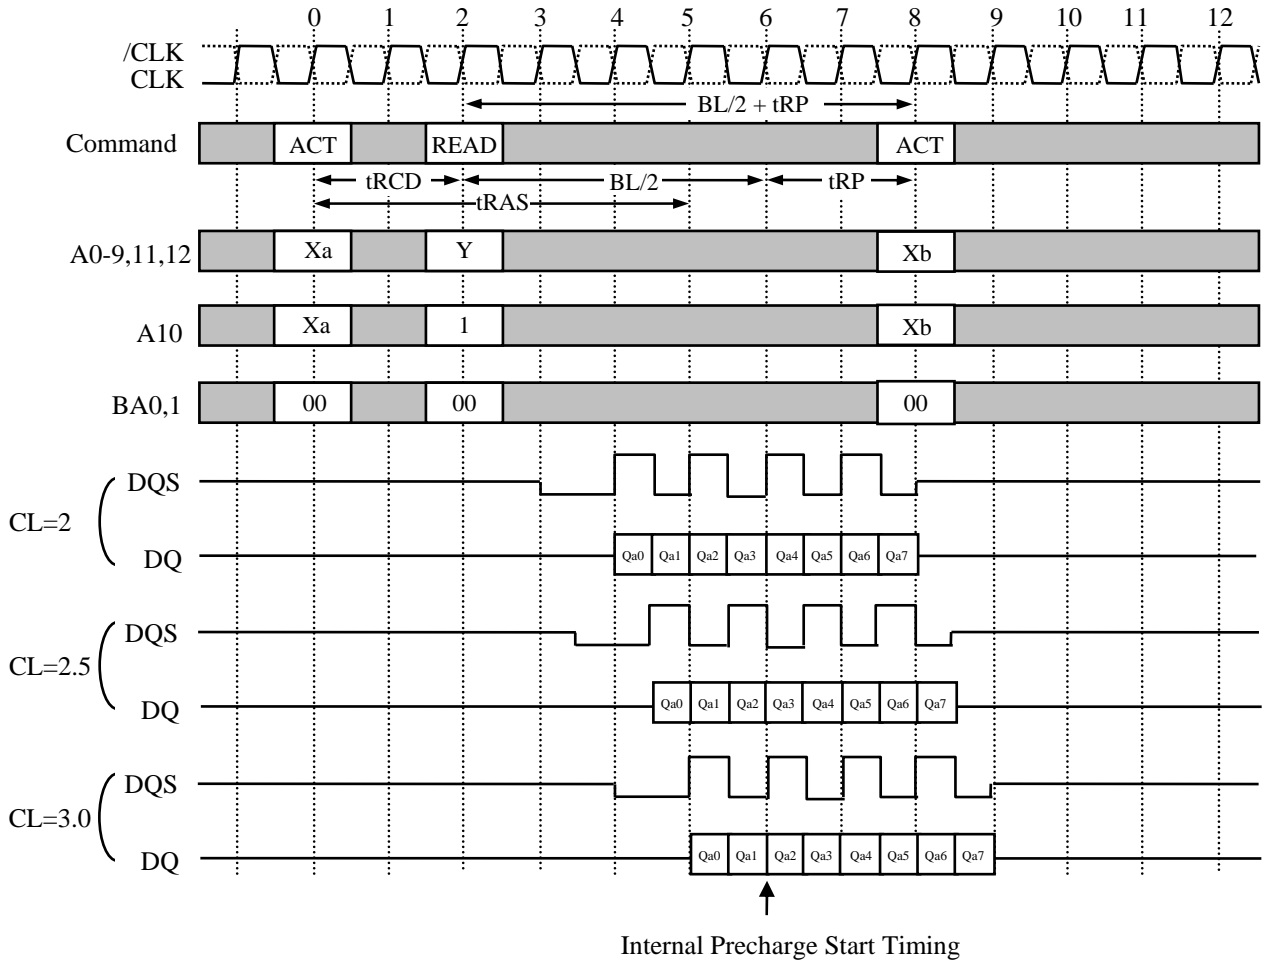 0 1 2 3 4 5 6 7 8 9 10 11 12
/CLK
CLK
BL/2 + tRP
Command ACT READ ACT
tRCD BL/2 tRP
tRAS
A0-9,11,12 Xa Y Xb
A10 Xa 1 Xb
BA0,1 00 00 00
DQS
CL=2
DQ Qa0 Qa1 Qa2 Qa3 Qa4 Qa5 Qa6 Qa7
DQS
CL=2.5
DQ Qa0 Qa1 Qa2 Qa3 Qa4 Qa5 Qa6 Qa7
DQS
CL=3.0
DQ Qa0 Qa1 Qa2 Qa3 Qa4 Qa5 Qa6 Qa7
Internal Precharge Start Timing